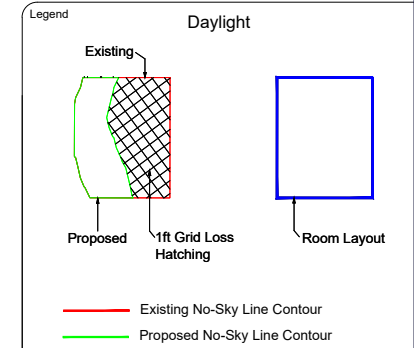 Legend
Daylight
Existing
Proposed
1ft Grid Loss
Hatching
Room Layout
Existing No-Sky Line Contour
Proposed No-Sky Line Contour